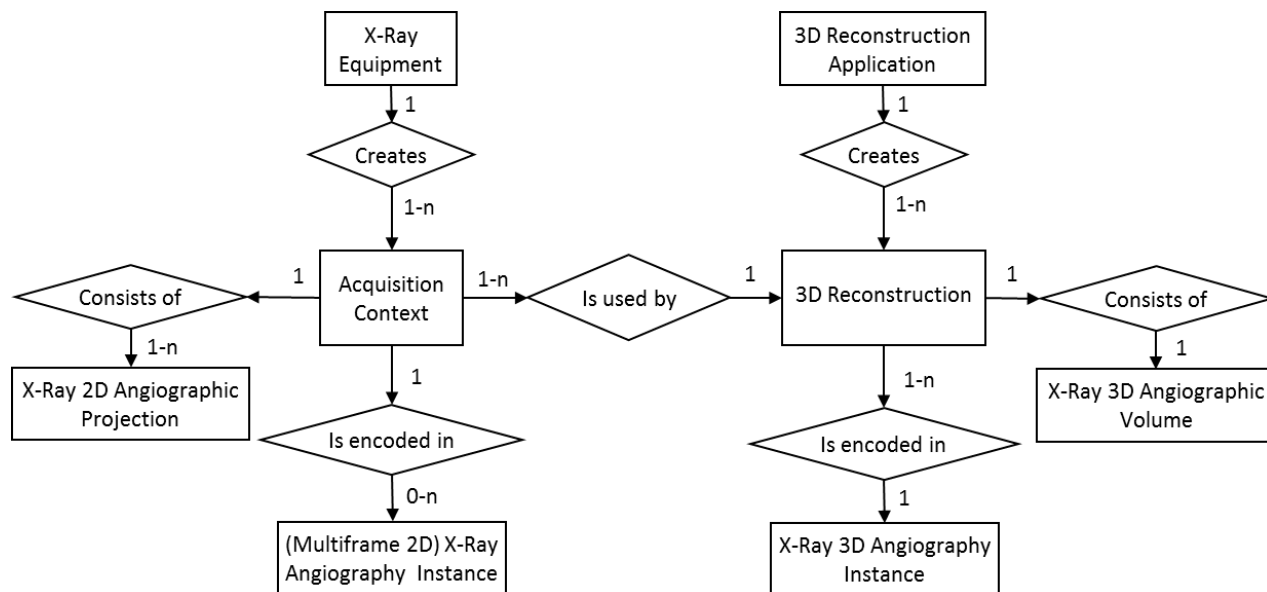 X-Ray
Equipment
3D Reconstruction
Application
1
1
Creates
Creates
1-n
1-n
Consists of
1
Acquisition
Context
1-n
Is used by
1
3D Reconstruction
1
Consists of
1-n
1
1-n
1
X-Ray 2D Angiographic
Projection
X-Ray 3D Angiographic
Volume
Is encoded in
Is encoded in
0-n
1
(Multiframe 2D) X-Ray
Angiography Instance
X-Ray 3D Angiography
Instance